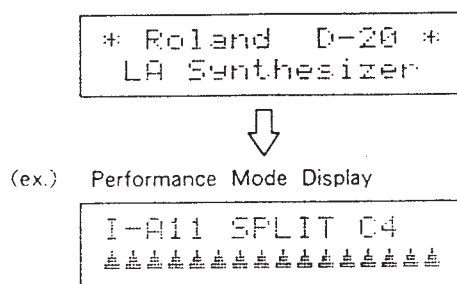 * Roland D-20 *
LA Synthesizer
(ex.) Performance Mode Display
I-A11 SPLIT C4